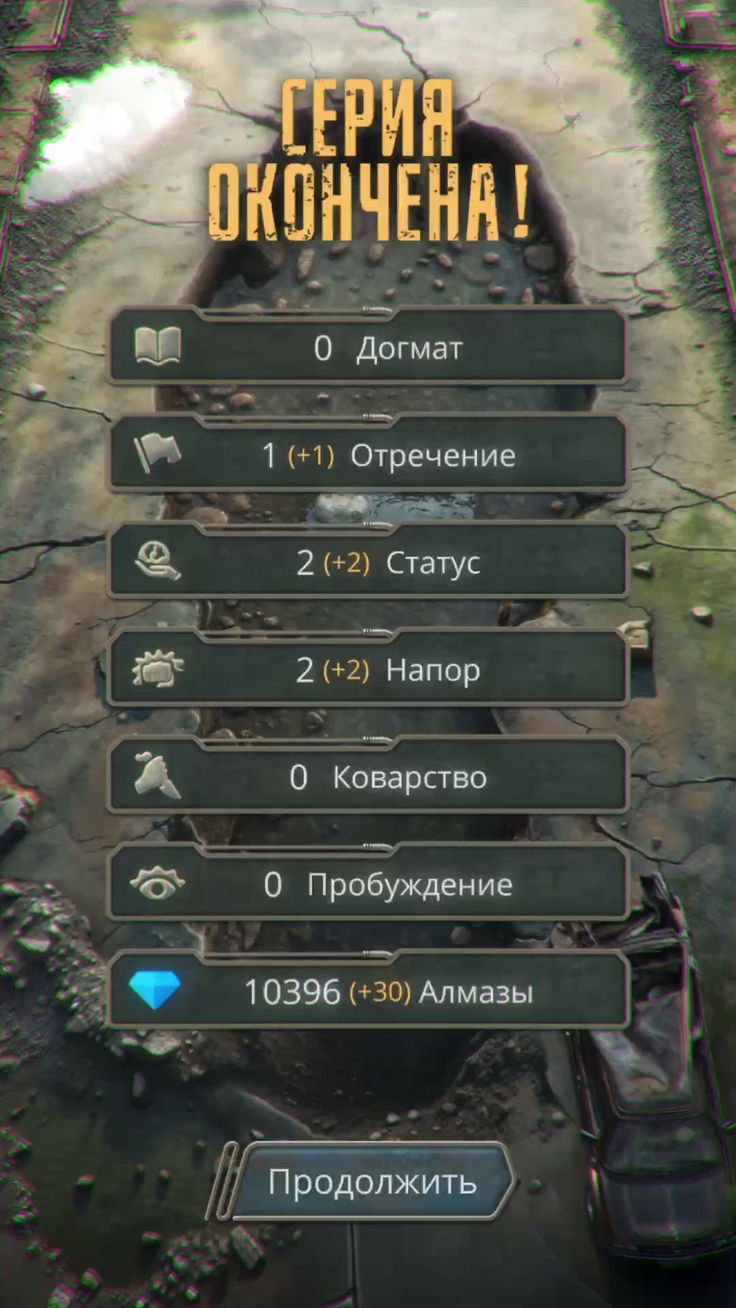 СЕРИЯ
ОКОНЧЕНА!
0 Догмат
1 (+1) Отречение
2 (+2) Статус
2 (+2) Напор
0 Коварство
0 Пробуждение
10396 (+30) Алмазы
Продолжить